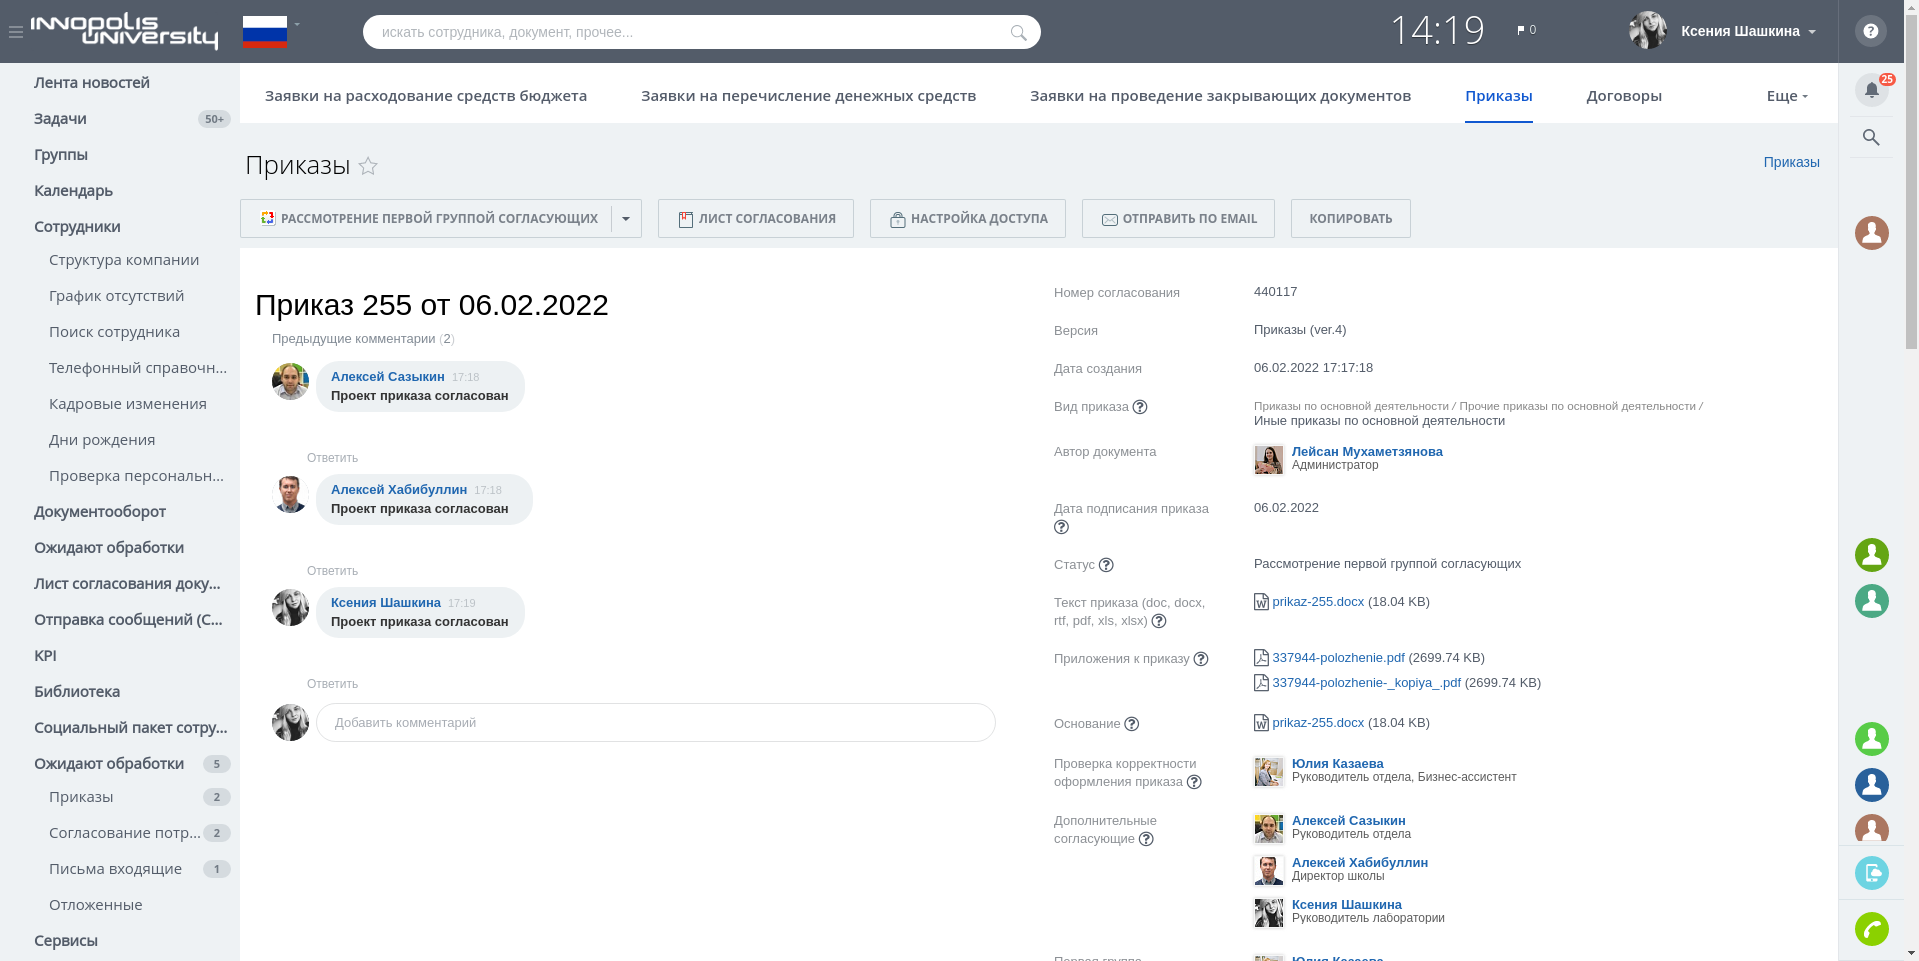 INNOPOLIS
UNIVERSITY
искать сотрудника, документ, прочее...
14:19
0
Ксения Шашкина
?
25
Лента новостей
Задачи
50+
Группы
Календарь
Сотрудники
Структура компании
График отсутствий
Поиск сотрудника
Телефонный справочн...
Кадровые изменения
Дни рождения
Проверка персональн...
Документооборот
Ожидают обработки
Лист согласования доку...
Отправка сообщений (С...
KPI
Библиотека
Социальный пакет сотру...
Ожидают обработки
5
Приказы
2
Согласование потр...
2
Письма входящие
1
Отложенные
Сервисы
Заявки на расходование средств бюджета
Заявки на перечисление денежных средств
Заявки на проведение закрывающих документов
Приказы
Договоры
Еще
Приказы
Приказы
РАССМОТРЕНИЕ ПЕРВОЙ ГРУППОЙ СОГЛАСУЮЩИХ
ЛИСТ СОГЛАСОВАНИЯ
НАСТРОЙКА ДОСТУПА
ОТПРАВИТЬ ПО EMAIL
КОПИРОВАТЬ
Приказ 255 от 06.02.2022
Предыдущие комментарии (2)
Алексей Сазыкин 17:18
Проект приказа согласован
Ответить
Алексей Хабибуллин 17:18
Проект приказа согласован
Ответить
Ксения Шашкина 17:19
Проект приказа согласован
Ответить
Добавить комментарий
Номер согласования
440117
Версия
Приказы (ver.4)
Дата создания
06.02.2022 17:17:18
Вид приказа ?
Приказы по основной деятельности / Прочие приказы по основной деятельности /
Иные приказы по основной деятельности
Автор документа
Лейсан Мухаметзянова
Администратор
Дата подписания приказа
?
06.02.2022
Статус ?
Рассмотрение первой группой согласующих
Текст приказа (doc, docx,
rtf, pdf, xls, xlsx) ?
prikaz-255.docx (18.04 KB)
Приложения к приказу ?
337944-polozhenie.pdf (2699.74 KB)
337944-polozhenie-_kopiya_.pdf (2699.74 KB)
Основание ?
prikaz-255.docx (18.04 KB)
Проверка корректности
оформления приказа ?
Юлия Казаева
Руководитель отдела, Бизнес-ассистент
Дополнительные
согласующие ?
Алексей Сазыкин
Руководитель отдела
Алексей Хабибуллин
Директор школы
Ксения Шашкина
Руководитель лаборатории
Первая группа
Юлия Казаева